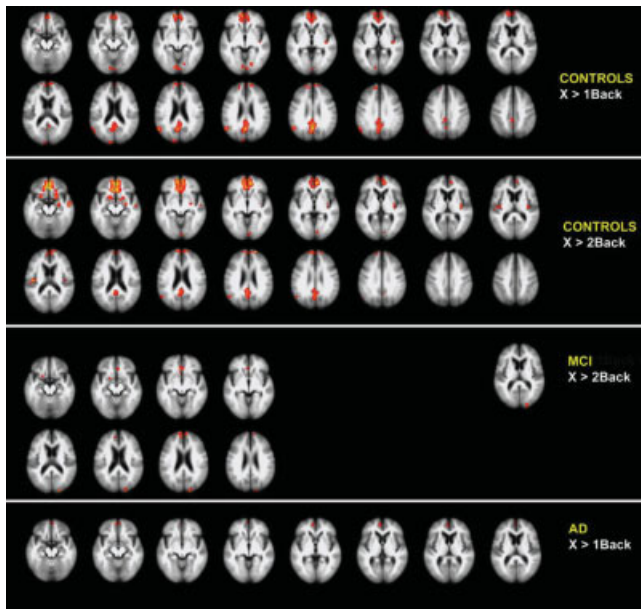 CONTROLS
X > 1Back
CONTROLS
X > 2Back
MCI
X > 2Back
AD
X > 1Back